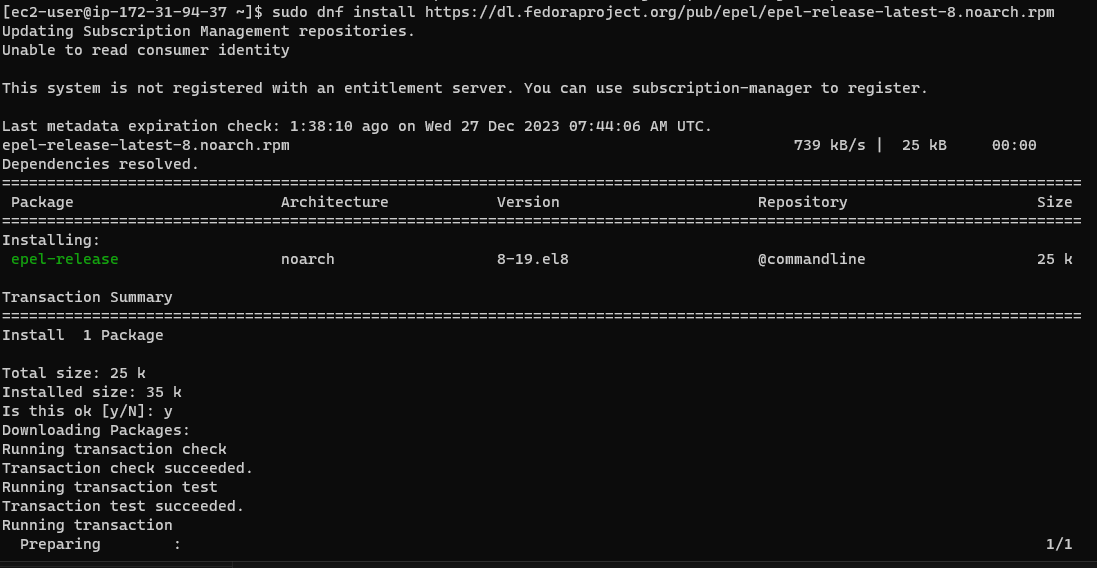 [ec2-user@ip-172-31-94-37 ~]$ sudo dnf install https://dl.fedoraproject.org/pub/epel/epel-release-latest-8.noarch.rpm
Updating Subscription Management repositories.
Unable to read consumer identity
This system is not registered with an entitlement server. You can use subscription-manager to register.
Last metadata expiration check: 1:38:10 ago on Wed 27 Dec 2023 07:44:06 AM UTC.
epel-release-latest-8.noarch.rpm 739 kB/s | 25 kB 00:00
Dependencies resolved.
========================================================================================================================
Package Architecture Version Repository Size
========================================================================================================================
Installing:
epel-release noarch 8-19.el8 @commandline 25 k
Transaction Summary
========================================================================================================================
Install 1 Package
Total size: 25 k
Installed size: 35 k
Is this ok [y/N]: y
Downloading Packages:
Running transaction check
Transaction check succeeded.
Running transaction test
Transaction test succeeded.
Running transaction
Preparing : 1/1